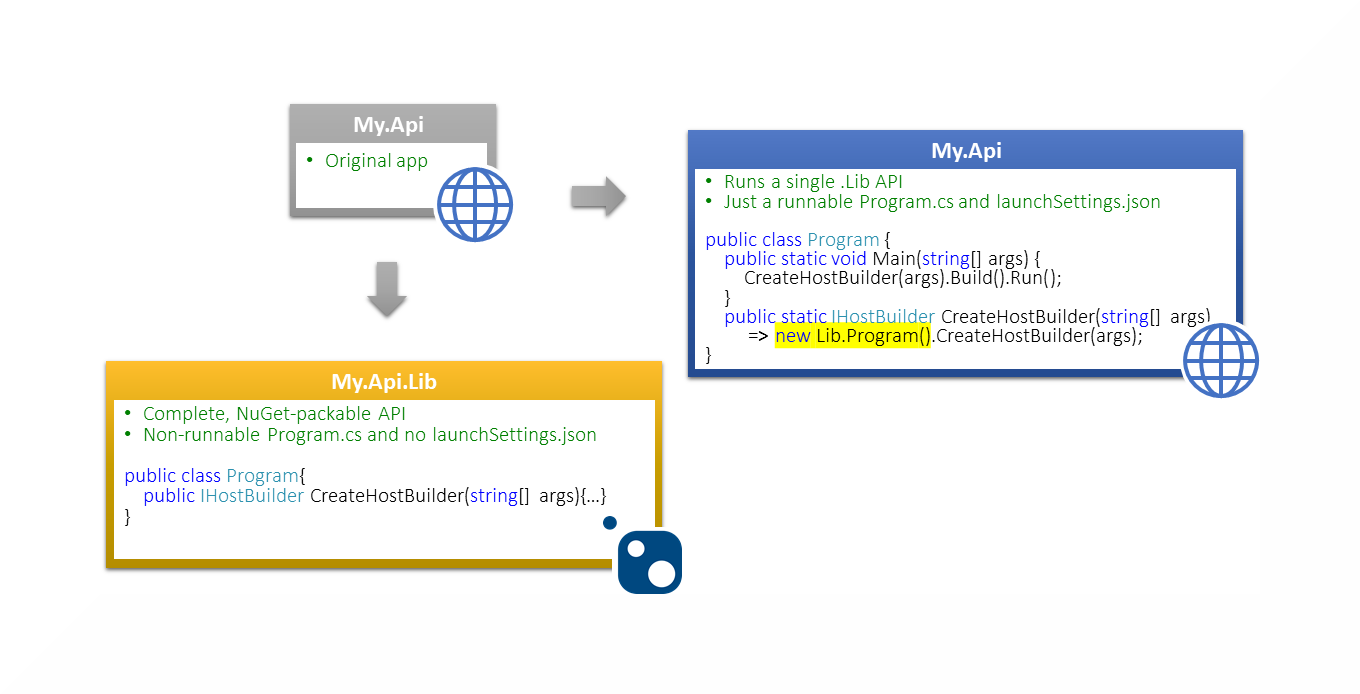 My.Api
• Original app
My.Api
• Runs a single .Lib API
• Just a runnable Program.cs and launchSettings.json
public class Program {
public static void Main(string[] args) {
CreateHostBuilder(args).Build().Run();
}
public static IHostBuilder CreateHostBuilder(string[] args)
=> new Lib.Program().CreateHostBuilder(args);
}
My.Api.Lib
• Complete, NuGet-packable API
• Non-runnable Program.cs and no launchSettings.json
public class Program{
public IHostBuilder CreateHostBuilder(string[] args){…}
}